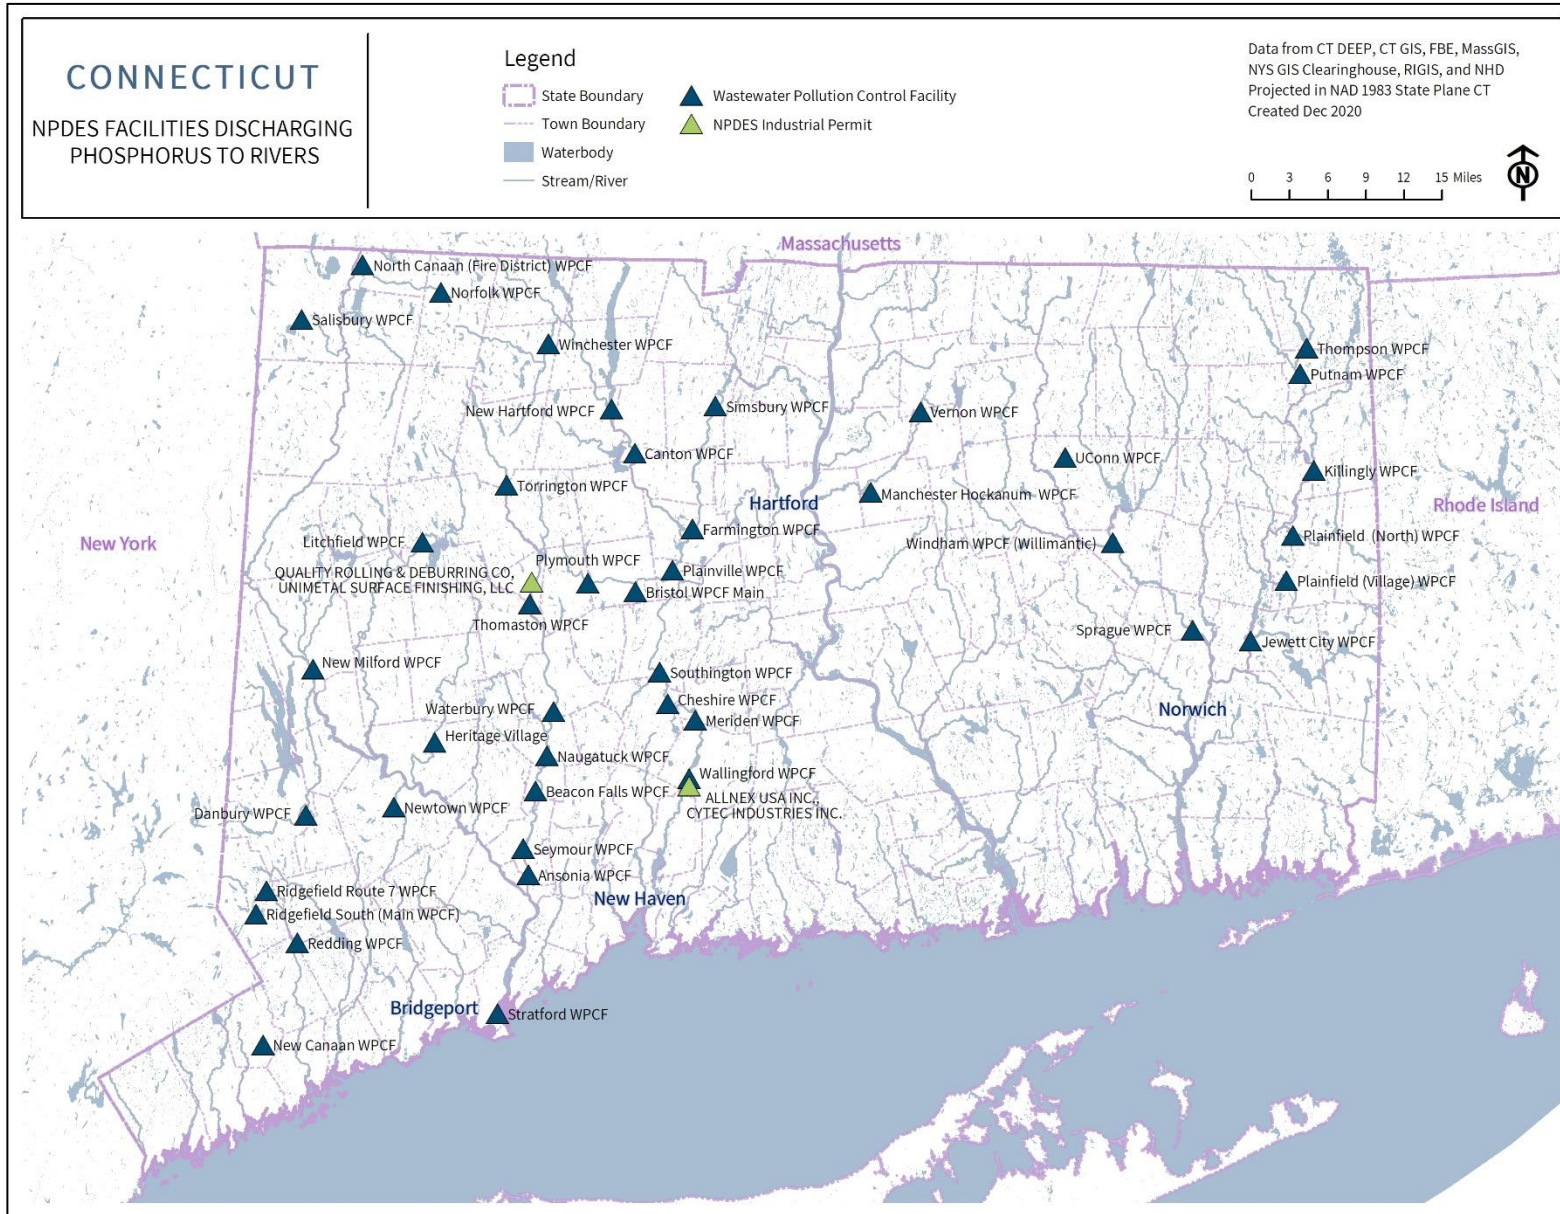 CONNECTICUT
NPDES FACILITIES DISCHARGING
PHOSPHORUS TO RIVERS
Legend
State Boundary
Town Boundary
Waterbody
Stream/River
Wastewater Pollution Control Facility
NPDES Industrial Permit
Data from CT DEEP, CT GIS, FBE, MassGIS,
NYS GIS Clearinghouse, RIGIS, and NHD
Projected in NAD 1983 State Plane CT
Created Dec 2020
0 3 6 9 12 15 Miles
N
Massachusetts
North Canaan (Fire District) WPCF
Norfolk WPCF
Salisbury WPCF
Winchester WPCF
Thompson WPCF
Putnam WPCF
New Hartford WPCF
Simsbury WPCF
Vernon WPCF
Canton WPCF
UConn WPCF
Killingly WPCF
Torrington WPCF
Manchester Hockanum WPCF
Hartford
Rhode Island
Farmington WPCF
Plainfield (North) WPCF
New York
Litchfield WPCF
Windham WPCF (Willimantic)
Plymouth WPCF
QUALITY ROLLING & DEBURRING CO,
UNIMETAL SURFACE FINISHING, LLC
Plainville WPCF
Plainfield (Village) WPCF
Bristol WPCF Main
Thomaston WPCF
Sprague WPCF
Jewett City WPCF
New Milford WPCF
Southington WPCF
Cheshire WPCF
Waterbury WPCF
Norwich
Meriden WPCF
Heritage Village
Naugatuck WPCF
Wallingford WPCF
Beacon Falls WPCF
ALLNEX USA INC.,
CYTEC INDUSTRIES INC.
Newtown WPCF
Danbury WPCF
Seymour WPCF
Ansonia WPCF
Ridgefield Route 7 WPCF
New Haven
Ridgefield South (Main WPCF)
Redding WPCF
Bridgeport
Stratford WPCF
New Canaan WPCF